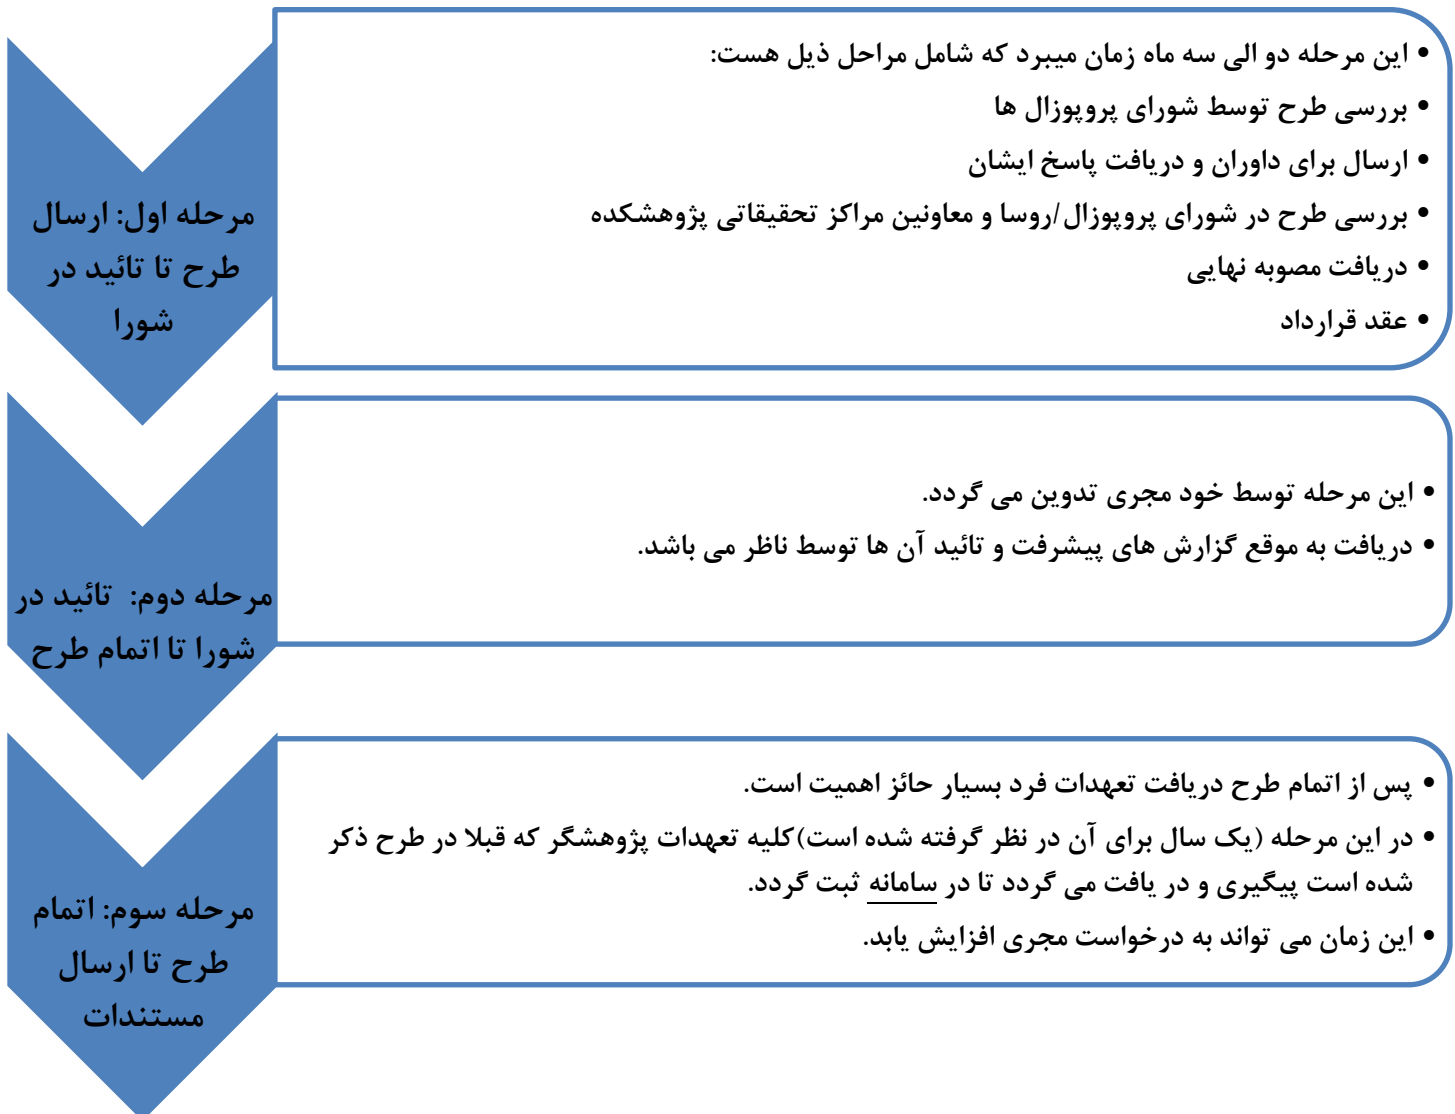 مرحله اول: ارسال
طرح تا تائید در
شورا
• این مرحله دو الی سه ماه زمان میبرد که شامل مراحل ذیل هست:
• بررسی طرح توسط شورای پروپوزال ها
• ارسال برای داوران و دریافت پاسخ ایشان
• بررسی طرح در شورای پروپوزال/روسا و معاونین مراکز تحقیقاتی پژوهشکده
• دریافت مصوبه نهایی
• عقد قرارداد
مرحله دوم: تائید در
شورا تا اتمام طرح
• این مرحله توسط خود مجری تدوین می گردد.
• دریافت به موقع گزارش های پیشرفت و تائید آن ها توسط ناظر می باشد.
مرحله سوم: اتمام
طرح تا ارسال
مستندات
• پس از اتمام طرح دریافت تعهدات فرد بسیار حائز اهمیت است.
• در این مرحله (یک سال برای آن در نظر گرفته شده است)کلیه تعهدات پژوهشگر که قبلا در طرح ذکر
شده است پیگیری و در یافت می گردد تا در سامانه ثبت گردد.
• این زمان می تواند به درخواست مجری افزایش یابد.